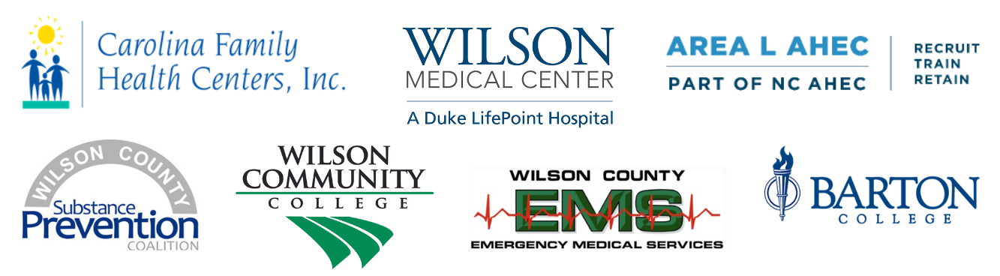 Carolina Family
Health Centers, Inc.
WILSON
MEDICAL CENTER
A Duke LifePoint Hospital
AREA L AHEC
PART OF NC AHEC
RECRUIT
TRAIN
RETAIN
WILSON COUNTY
Substance
Prevention
COALITION
WILSON
COMMUNITY
COLLEGE
WILSON COUNTY
EMS
EMERGENCY MEDICAL SERVICES
BARTON
COLLEGE